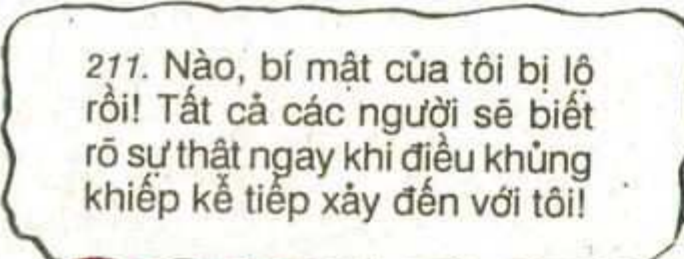 211. Nào, bí mật của tôi bị lộ
rồi! Tất cả các người sẽ biết
rõ sự thật ngay khi điều khủng
khiếp kế tiếp xảy đến với tôi!